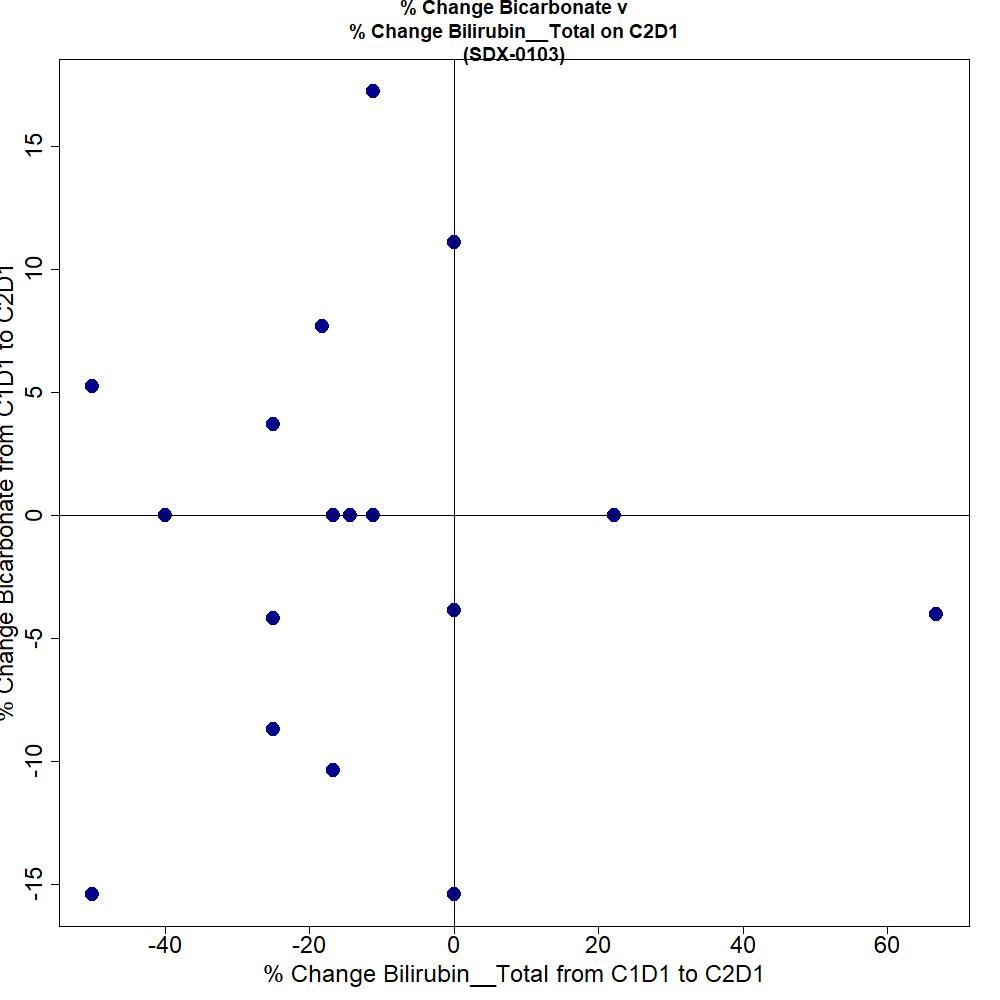 % Change Bicarbonate v
% Change Bilirubin__Total on C2D1
(SDX-0103)
% Change Bicarbonate from C1D1 to C2D1
15
10
5
0
-5
-10
-15
-40
-20
0
20
40
60
% Change Bilirubin__Total from C1D1 to C2D1